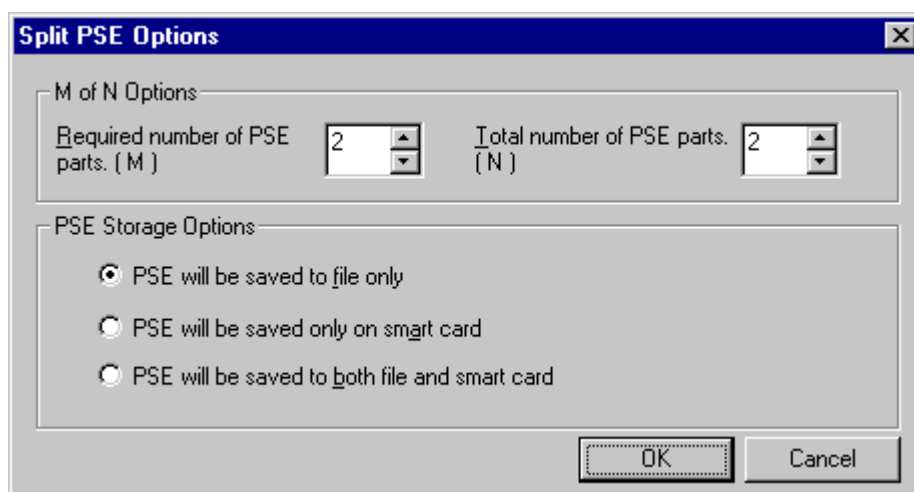 Split PSE Options
M of N Options
Required number of PSE
parts. ( M )
2
Total number of PSE parts.
( N )
2
PSE Storage Options
PSE will be saved to file only
PSE will be saved only on smart card
PSE will be saved to both file and smart card
OK
Cancel